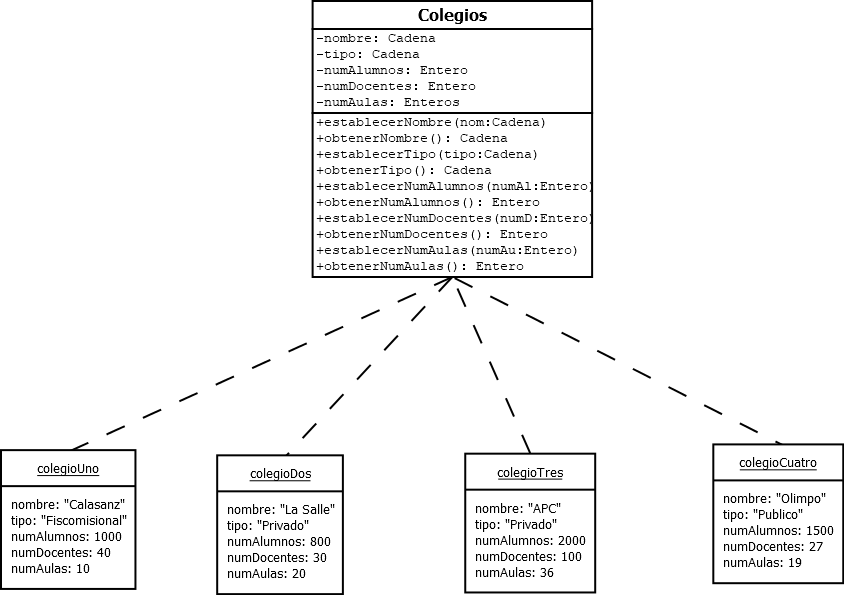 Colegios
-nombre: Cadena
-tipo: Cadena
-numAlumnos: Entero
-numDocentes: Entero
-numAulas: Enteros
+establecerNombre(nom:Cadena)
+obtenerNombre(): Cadena
+establecerTipo(tipo:Cadena)
+obtenerTipo(): Cadena
+establecerNumAlumnos(numAl:Entero)
+obtenerNumAlumnos(): Entero
+establecerNumDocentes(numD:Entero)
+obtenerNumDocentes(): Entero
+establecerNumAulas(numAu:Entero)
+obtenerNumAulas(): Entero
colegioUno
nombre: "Calasanz"
tipo: "Fiscomisional"
numAlumnos: 1000
numDocentes: 40
numAulas: 10
colegioDos
nombre: "La Salle"
tipo: "Privado"
numAlumnos: 800
numDocentes: 30
numAulas: 20
colegioTres
nombre: "APC"
tipo: "Privado"
numAlumnos: 2000
numDocentes: 100
numAulas: 36
colegioCuatro
nombre: "Olimpo"
tipo: "Publico"
numAlumnos: 1500
numDocentes: 27
numAulas: 19